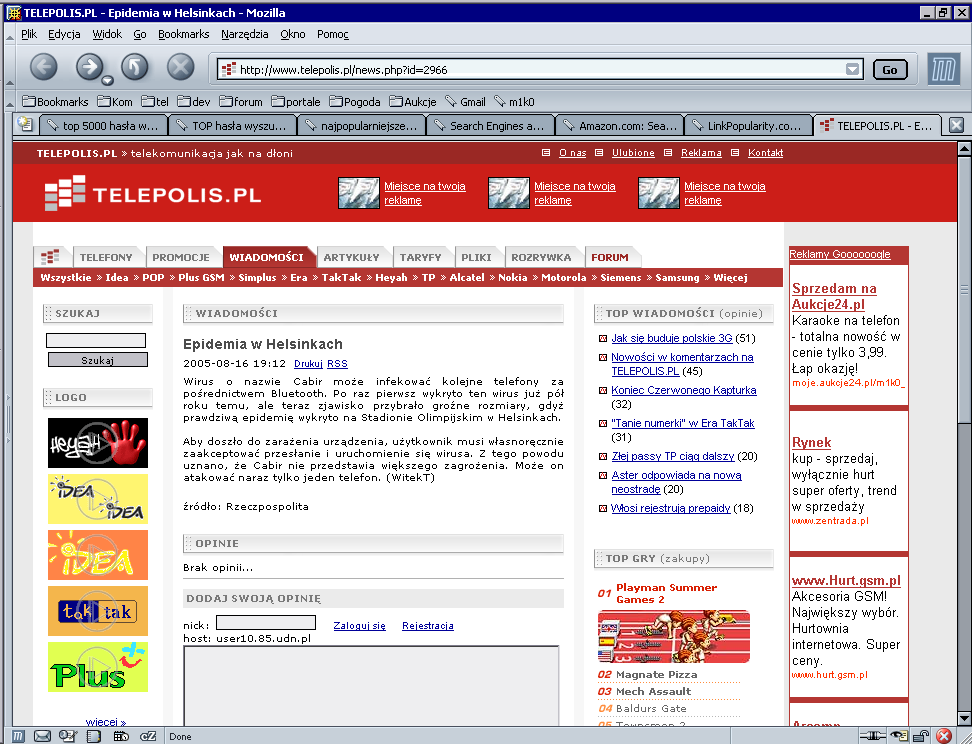 TELEPOLIS.PL - Epidemia w Helsinkach - Mozilla
Plik Edycja Widok Go Bookmarks Narzędzia Okno Pomoc
http://www.telepolis.pl/news.php?id=2966 Go
Bookmarks Kom tel dev forum portale Pogoda Aukcje Gmail m1k0
top 5000 hasła w... TOP hasła wyszu... najpopularniejsze... Search Engines a... Amazon.com: Sea... LinkPopularity.co... TELEPOLIS.PL - E...
TELEPOLIS.PL » telekomunikacja jak na dłoni
O nas Ulubione Reklama Kontakt
TELEPOLIS.PL
Miejsce na twoja reklamę
Miejsce na twoja reklamę
Miejsce na twoja reklamę
TELEFONY PROMOCJE WIADOMOŚCI ARTYKUŁY TARYFY PLIKI ROZRYWKA FORUM
Wszystkie » Idea » POP » Plus GSM » Simplus » Era » TakTak » Heyah » TP » Alcatel » Nokia » Motorola » Siemens » Samsung » Więcej
SZUKAJ
Szukaj
LOGO
HEYAH
iDEA
iDEA
iDEA
tak tak
Plus
więcej »
WIADOMOŚCI
Epidemia w Helsinkach
2005-08-16 19:12 Drukuj RSS
Wirus o nazwie Cabir może infekować kolejne telefony za
pośrednictwem Bluetooth. Po raz pierwsz wykryto ten wirus już pół
roku temu, ale teraz zjawisko przybrało groźne rozmiary, gdyż
prawdziwą epidemię wykryto na Stadionie Olimpijskim w Helsinkach.
Aby doszło do zarażenia urządzenia, użytkownik musi własnoręcznie
zaakceptować przesłanie i uruchomienie się wirusa. Z tego powodu
uznano, że Cabir nie przedstawia większego zagrożenia. Może on
atakować naraz tylko jeden telefon. (WitekT)
źródło: Rzeczpospolita
OPINIE
Brak opinii...
DODAJ SWOJĄ OPINIĘ
nick: Zaloguj się Rejestracja
host: user10.85.udn.pl
TOP WIADOMOŚCI (opinie)
Jak się buduje polskie 3G (51)
Nowości w komentarzach na
TELEPOLIS.PL (45)
Koniec Czerwonego Kapturka
(32)
"Tanie numerki" w Era TakTak
(31)
Złej passy TP ciąg dalszy (20)
Aster odpowiada na nową
neostradę (20)
Włosi rejestrują prepaidy (18)
TOP GRY (zakupy)
01 Playman Summer
Games 2
02 Magnate Pizza
03 Mech Assault
04 Baldurs Gate
05 Townsmen 2
Reklamy Goooooogle
Sprzedam na
Aukcje24.pl
Karaoke na telefon
- totalna nowość w
cenie tylko 3,99.
Łap okazję!
moje.aukcje24.pl/m1k0_
Rynek
kup - sprzedaj,
wyłącznie hurt
super oferty, trend
w sprzedaży
www.zentrada.pl
www.Hurt.gsm.pl
Akcesoria GSM!
Największy wybór.
Hurtownia
internetowa. Super
ceny.
www.hurt.gsm.pl
Done